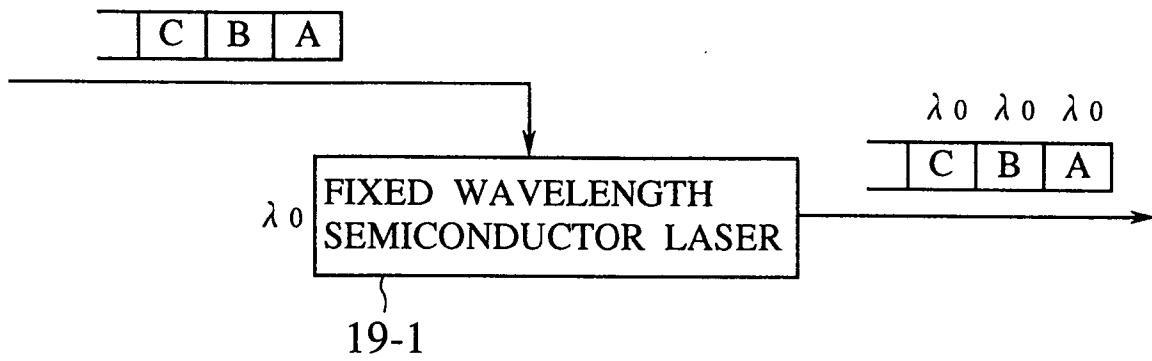 C B A
λ0 λ0 λ0
C B A
λ0
FIXED WAVELENGTH
SEMICONDUCTOR LASER
19-1